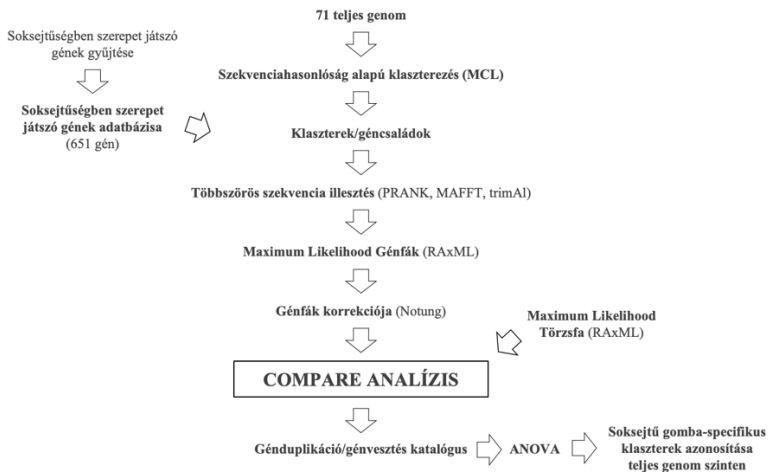 71 teljes genom
Soksejtűségben szerepet játszó
gének gyűjtése
Szekvenciahasonlóság alapú klaszterezés (MCL)
Soksejtűségben szerepet
játszó gének adatbázisa
(651 gén)
Klaszterek/géncsaládok
Többszörös szekvencia illesztés (PRANK, MAFFT, trimAl)
Maximum Likelihood Génfák (RAxML)
Génfák korrekciója (Notung)
Maximum Likelihood
Törzsfa (RAxML)
COMPARE ANALÍZIS
Génduplikáció/génvesztés katalógus
ANOVA
Soksejtű gomba-specifikus
klaszterek azonosítása
teljes genom szinten